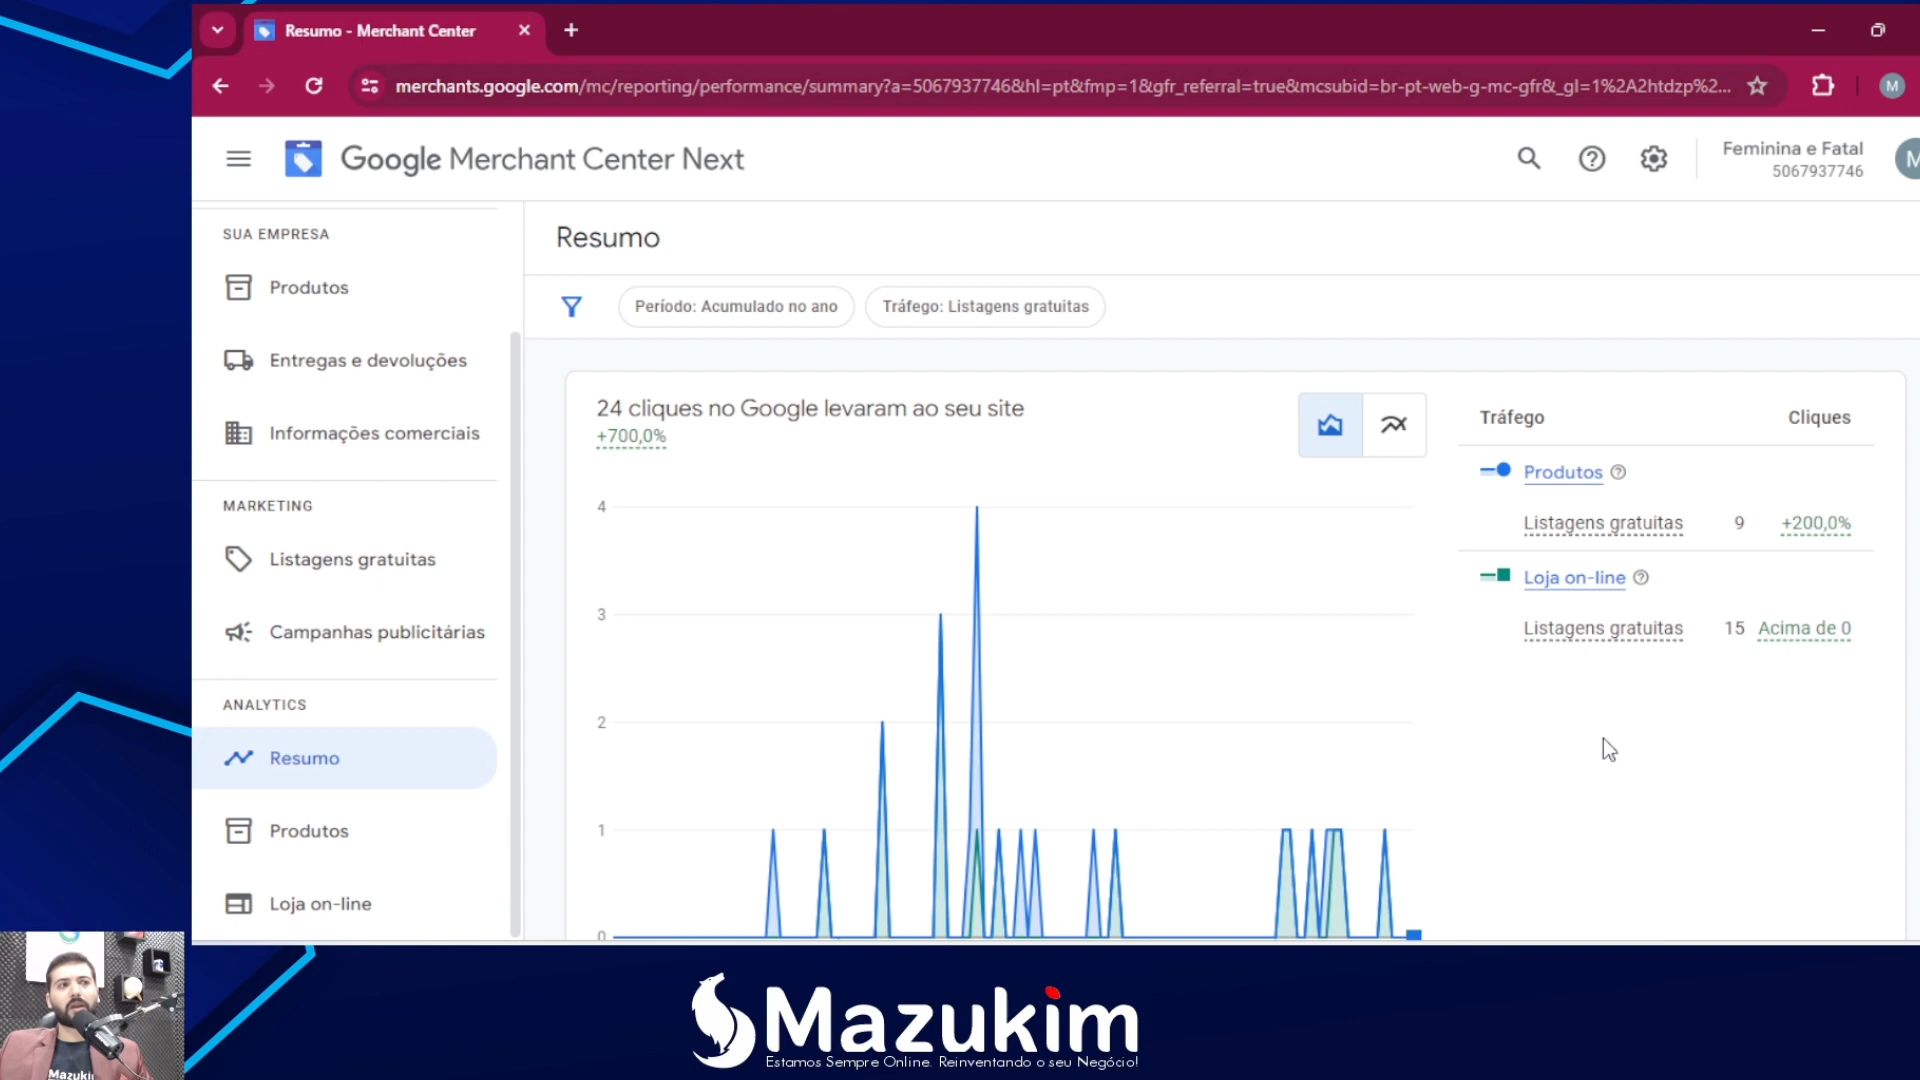 Resumo - Merchant Center
merchants.google.com/mc/reporting/performance/summary?a=5067937746&hl=pt&fmp=1&gfr_referral=true&mcsubid=br-pt-web-g-mc-gfr&_gl=1%2A2htdzp%2...
M
Google Merchant Center Next
Feminina e Fatal
5067937746
M
SUA EMPRESA
Produtos
Entregas e devoluções
Informações comerciais
MARKETING
Listagens gratuitas
Campanhas publicitárias
ANALYTICS
Resumo
Produtos
Loja on-line
Resumo
Período: Acumulado no ano
Tráfego: Listagens gratuitas
24 cliques no Google levaram ao seu site
+700,0%
4
3
2
1
0
Tráfego Cliques
Produtos
Listagens gratuitas 9 +200,0%
Loja on-line
Listagens gratuitas 15 Acima de 0
Mazukim
Estamos Sempre Online. Reinventando o seu Negócio!